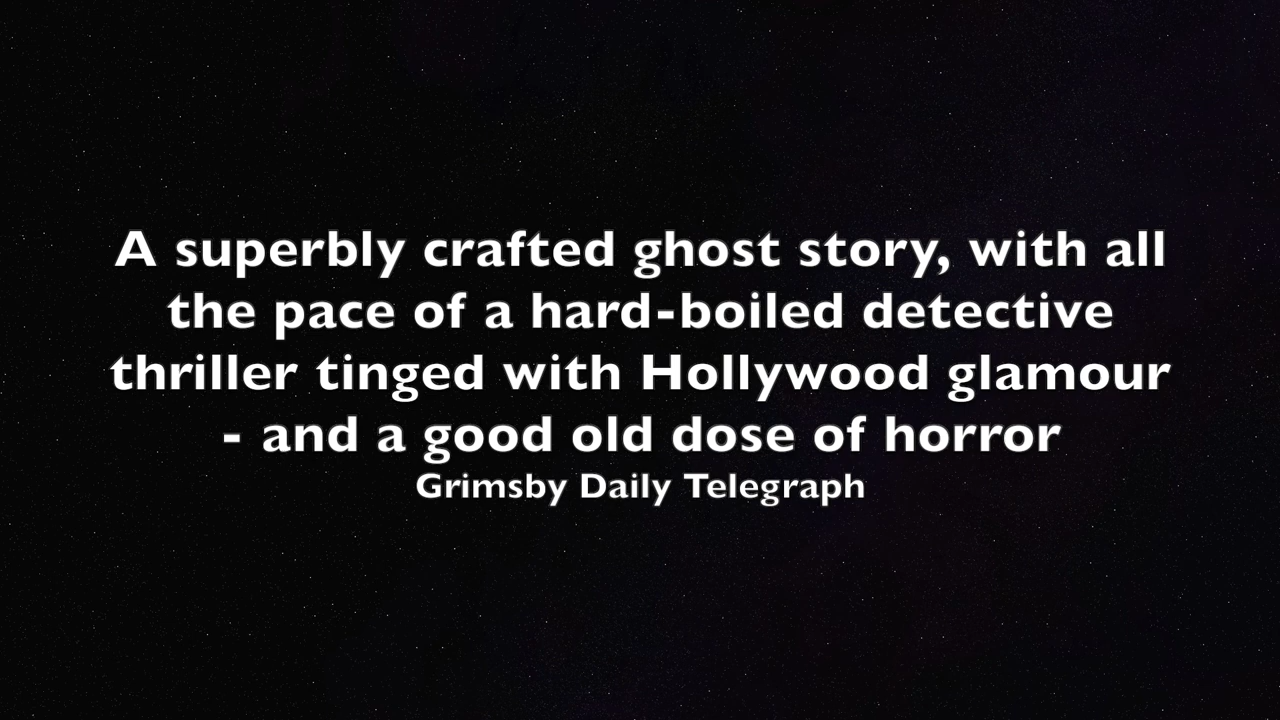 A superbly crafted ghost story, with all
the pace of a hard-boiled detective
thriller tinged with Hollywood glamour
- and a good old dose of horror
Grimsby Daily Telegraph